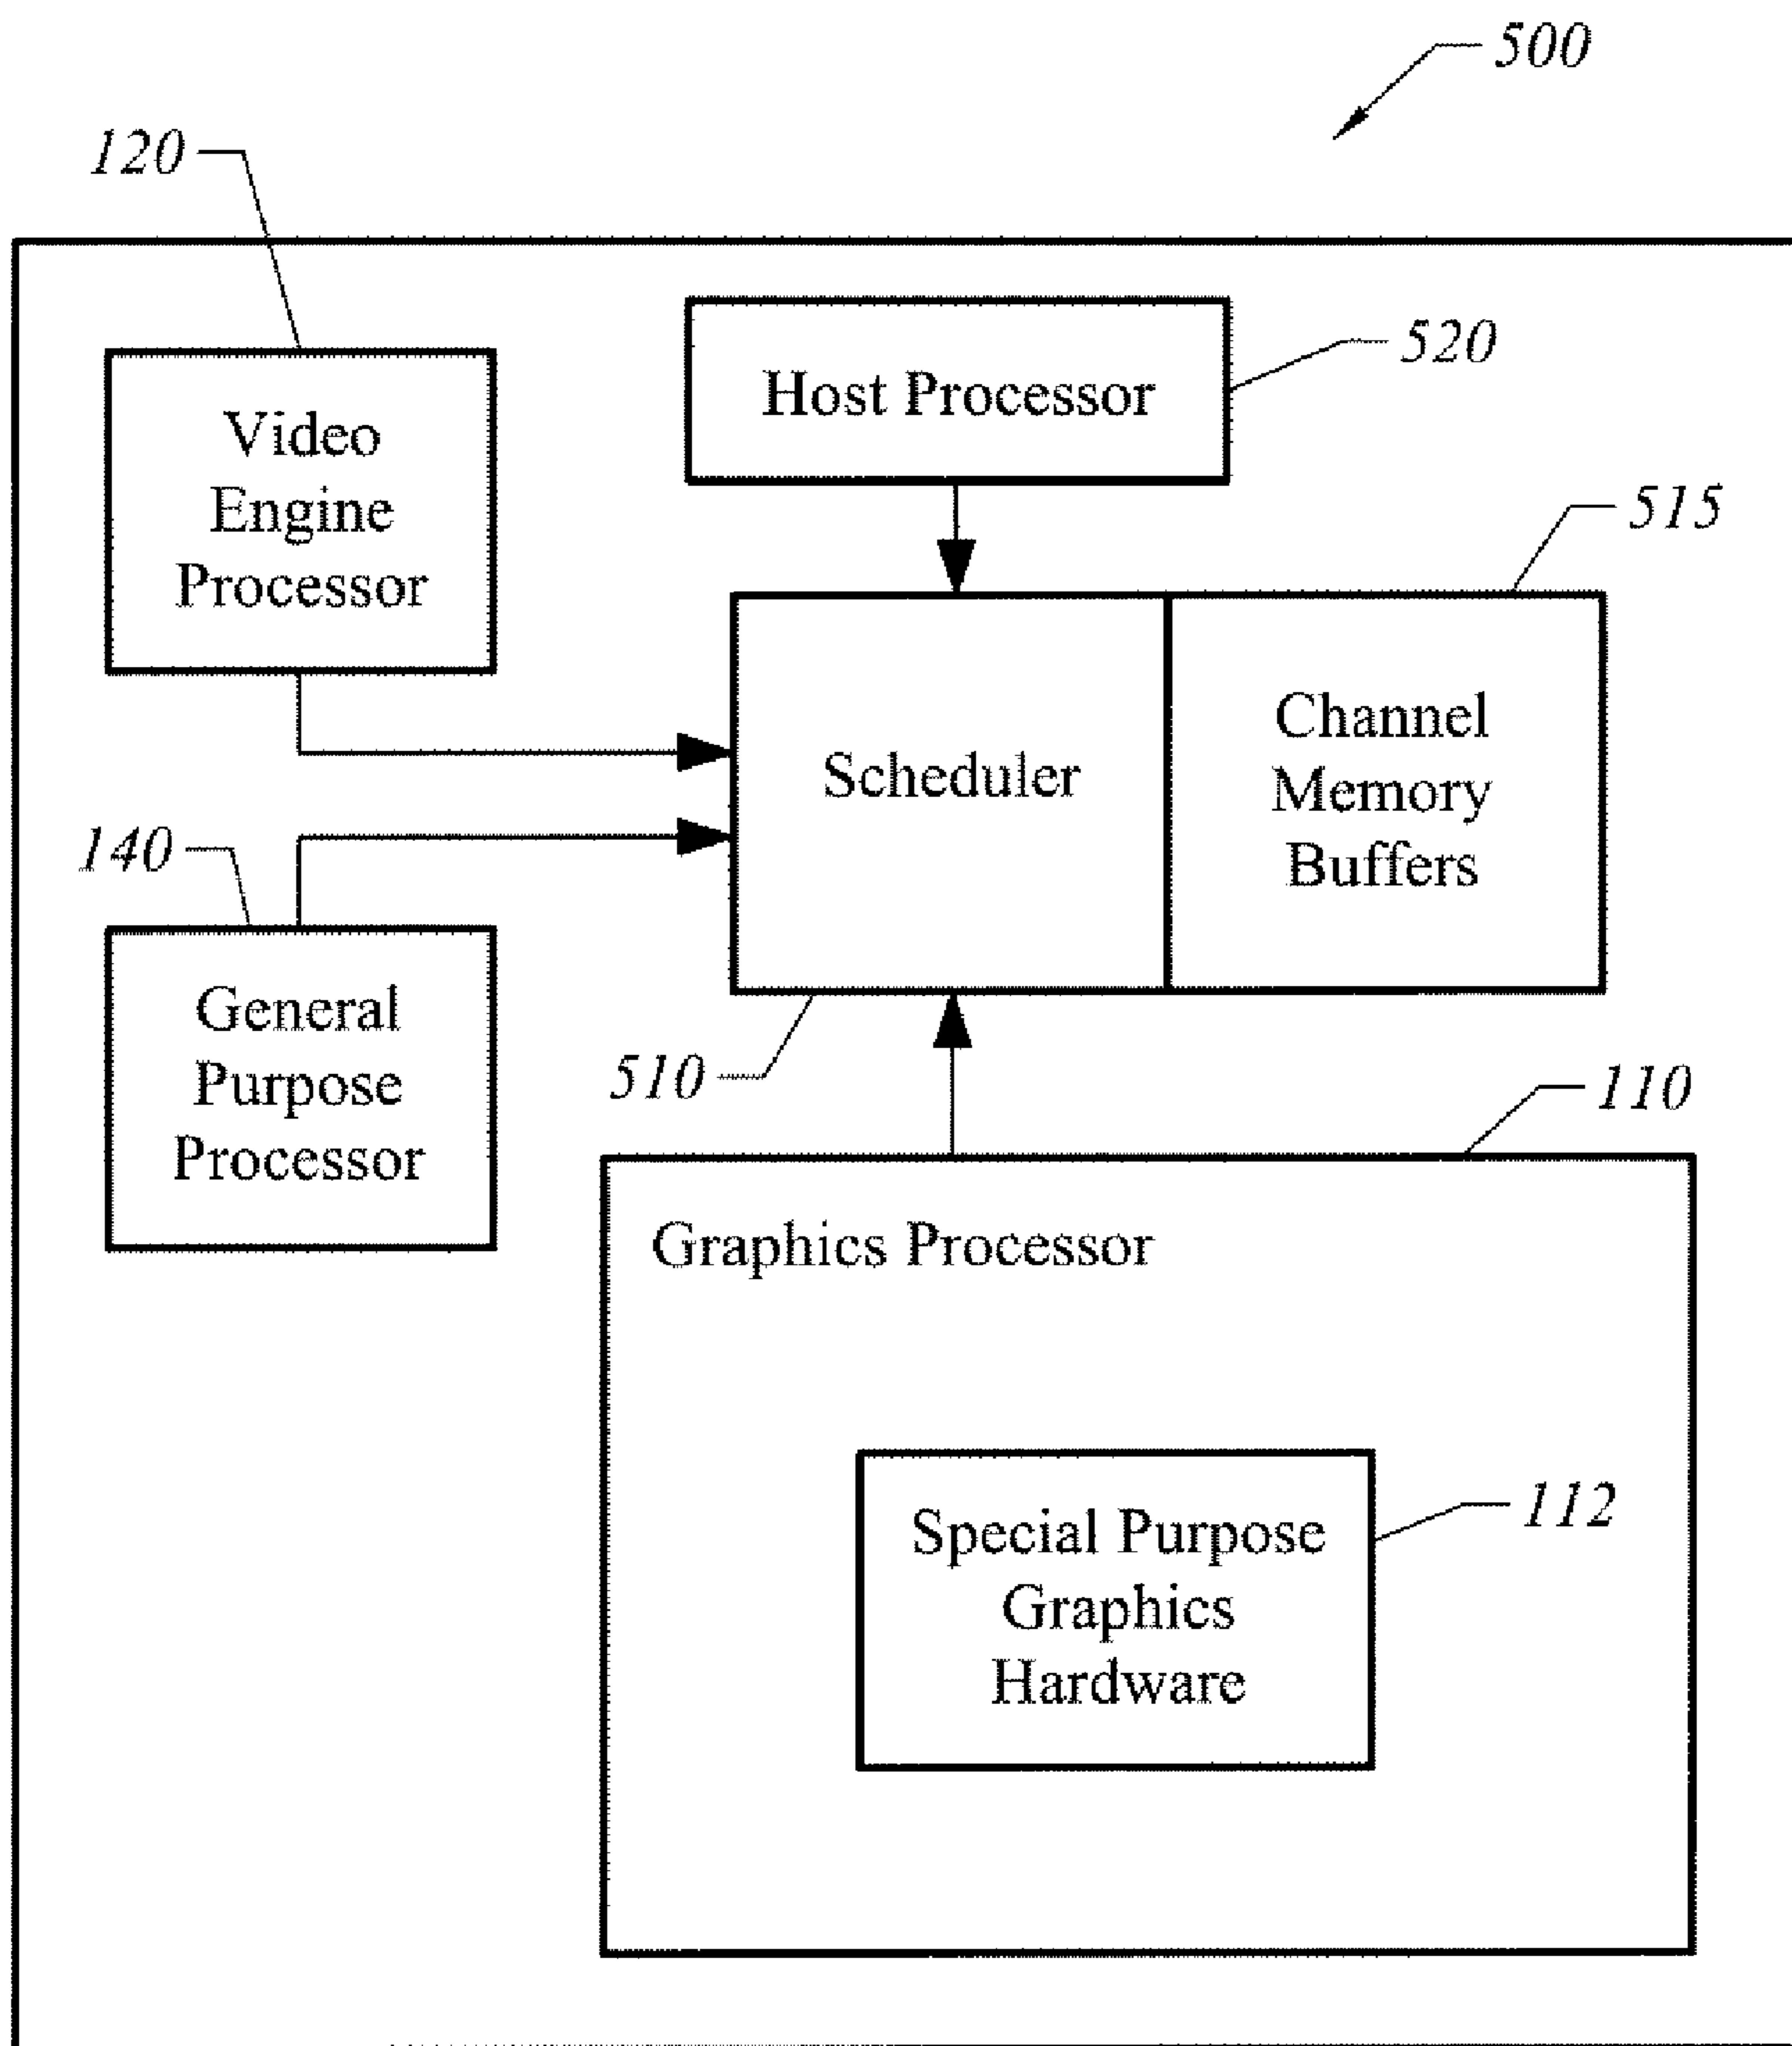 500
120
Video
Engine
Processor
Host Processor
520
515
Scheduler
Channel
Memory
Buffers
140
General
Purpose
Processor
510
110
Graphics Processor
Special Purpose
Graphics
Hardware
112